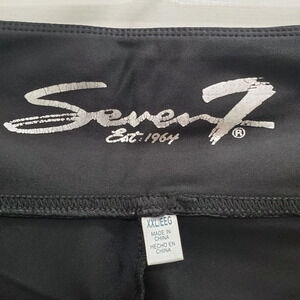 Seven7®
Est. 1964
XXL/EEG
MADE IN
CHINA
HECHO EN
CHINA